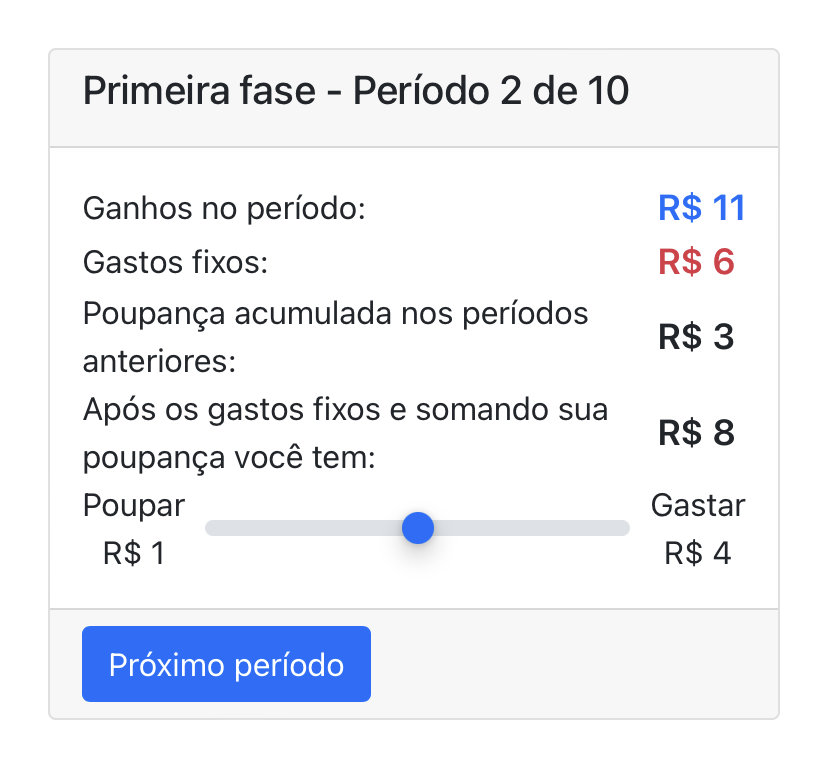 Primeira fase - Período 2 de 10
Ganhos no período: R$ 11
Gastos fixos: R$ 6
Poupança acumulada nos períodos
anteriores:
R$ 3
Após os gastos fixos e somando sua
poupança você tem:
R$ 8
Poupar
R$ 1
Gastar
R$ 4
Próximo período